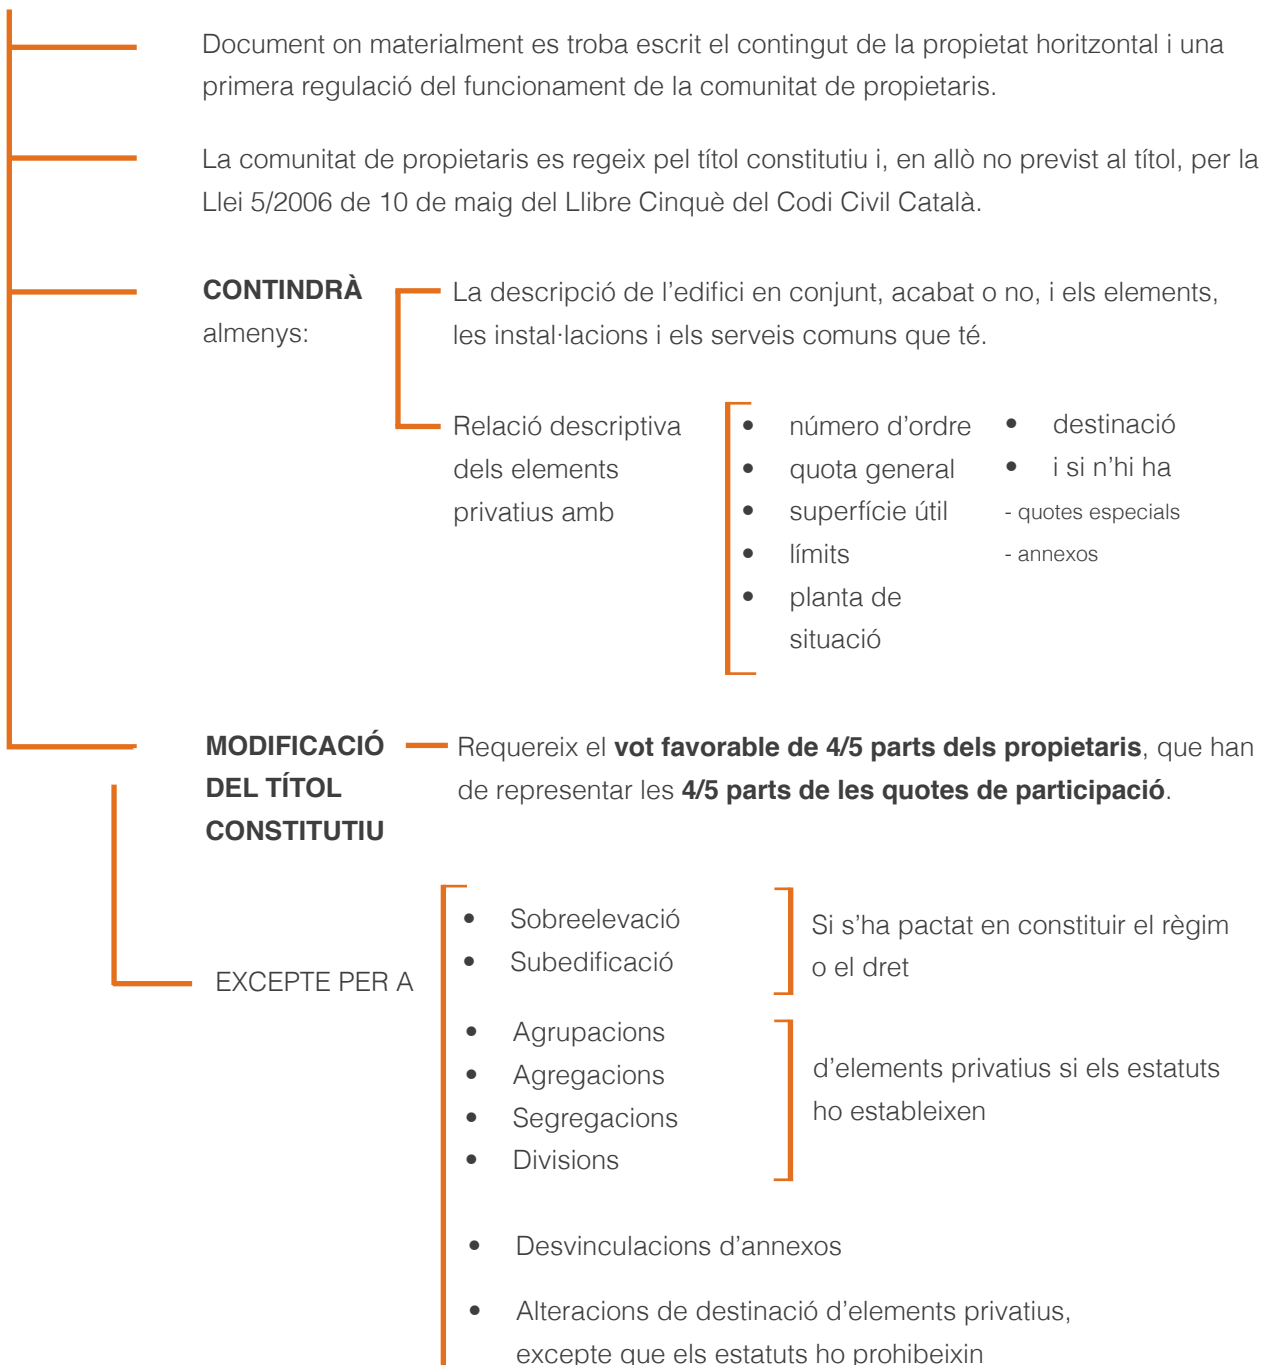 Document on materialment es troba escrit el contingut de la propietat horitzontal i una
primera regulació del funcionament de la comunitat de propietaris.
La comunitat de propietaris es regeix pel títol constitutiu i, en allò no previst al títol, per la
Llei 5/2006 de 10 de maig del Llibre Cinquè del Codi Civil Català.
CONTINDRÀ
almenys:
La descripció de l’edifici en conjunt, acabat o no, i els elements,
les instal·lacions i els serveis comuns que té.
Relació descriptiva
dels elements
privatius amb
• número d’ordre
• quota general
• superfície útil
• límits
• planta de
situació
• destinació
• i si n’hi ha
- quotes especials
- annexos
MODIFICACIÓ
DEL TÍTOL
CONSTITUTIU
Requereix el vot favorable de 4/5 parts dels propietaris, que han
de representar les 4/5 parts de les quotes de participació.
EXCEPTE PER A
• Sobreelevació
• Subedificació
Si s’ha pactat en constituir el règim
o el dret
• Agrupacions
• Agregacions
• Segregacions
• Divisions
d’elements privatius si els estatuts
ho estableixen
• Desvinculacions d’annexos
• Alteracions de destinació d’elements privatius,
excepte que els estatuts ho prohibeixin